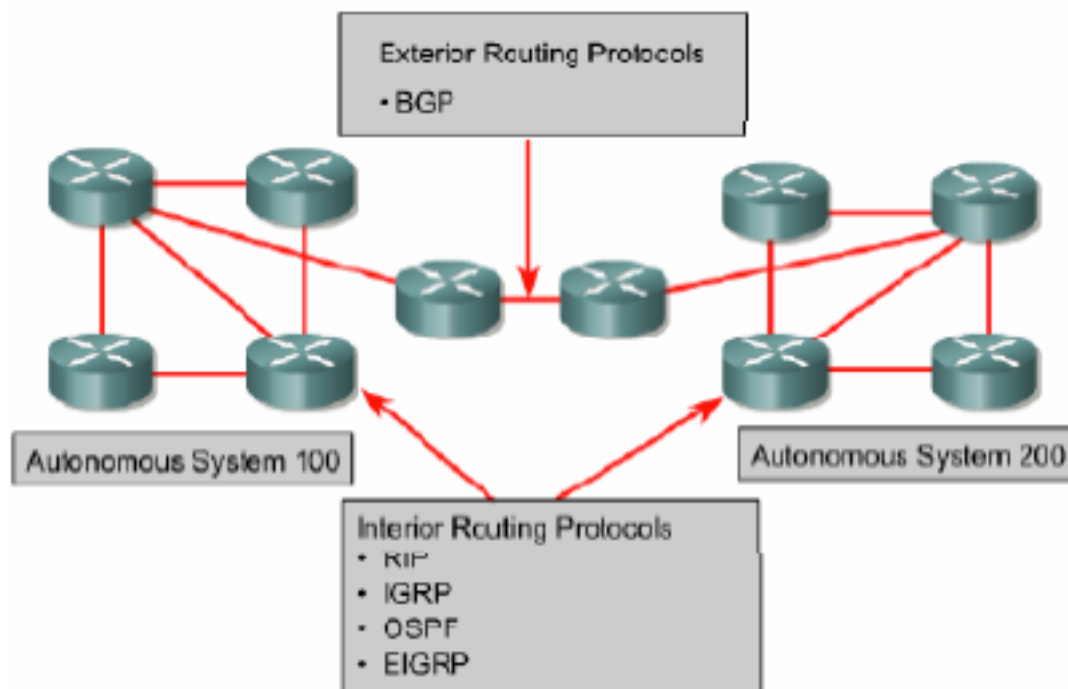 Exterior Routing Protocols
• BGP
Autonomous System 100
Autonomous System 200
Interior Routing Protocols
• RIP
• IGRP
• OSPF
• EIGRP